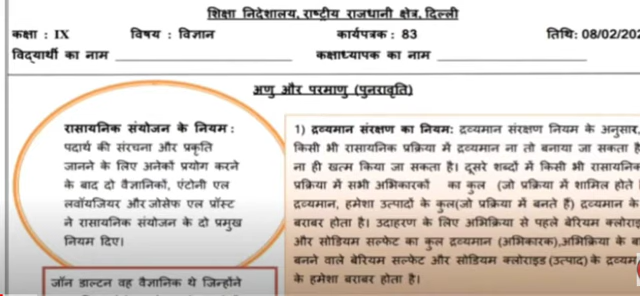 शिक्षा निदेशालय, राष्ट्रीय राजधानी क्षेत्र, दिल्ली
कक्षा : IX विषय : विज्ञान कार्यपत्रक : 83 तिथि: 08/02/202
विद्यार्थी का नाम कक्षाध्यापक का नाम
अणु और परमाणु (पुनरावृति)
रासायनिक संयोजन के नियम :
पदार्थ की संरचना और प्रकृति
जानने के लिए अनेकों प्रयोग करने
के बाद दो वैज्ञानिकों, एंटोनी एल
लवॉयजियर और जोसेफ एल प्रॉस्ट
ने रासायनिक संयोजन के दो प्रमुख
नियम दिए।
जॉन डाल्टन वह वैज्ञानिक थे जिन्होंने
1) द्रव्यमान संरक्षण का नियम: द्रव्यमान संरक्षण नियम के अनुसार,
किसी भी रासायनिक प्रक्रिया में द्रव्यमान ना तो बनाया जा सकता है
ना ही खत्म किया जा सकता है। दूसरे शब्दों में किसी भी रासायनिक
प्रक्रिया में सभी अभिकारकों का कुल (जो प्रक्रिया में शामिल होते
द्रव्यमान, हमेशा उत्पादों के कुल(जो प्रक्रिया में बनते हैं) द्रव्यमान के
बराबर होता है। उदाहरण के लिए अभिक्रिया से पहले बेरियम क्लोराइ
और सोडियम सल्फेट का कुल द्रव्यमान (अभिकारक),अभिक्रिया के बा
बनने वाले बेरियम सल्फेट और सोडियम क्लोराइड (उत्पाद) के द्रव्यम
के हमेशा बराबर होता है।